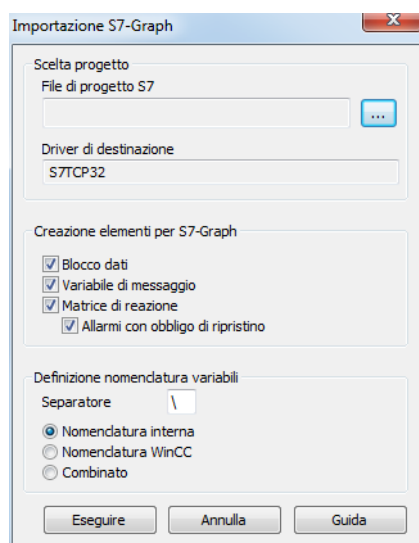 Importazione S7-Graph
Scelta progetto
File di progetto S7
...
Driver di destinazione
S7TCP32
Creazione elementi per S7-Graph
Blocco dati
Variabile di messaggio
Matrice di reazione
Allarmi con obbligo di ripristino
Definizione nomenclatura variabili
Separatore \
Nomenclatura interna
Nomenclatura WinCC
Combinato
Eseguire Annulla Guida